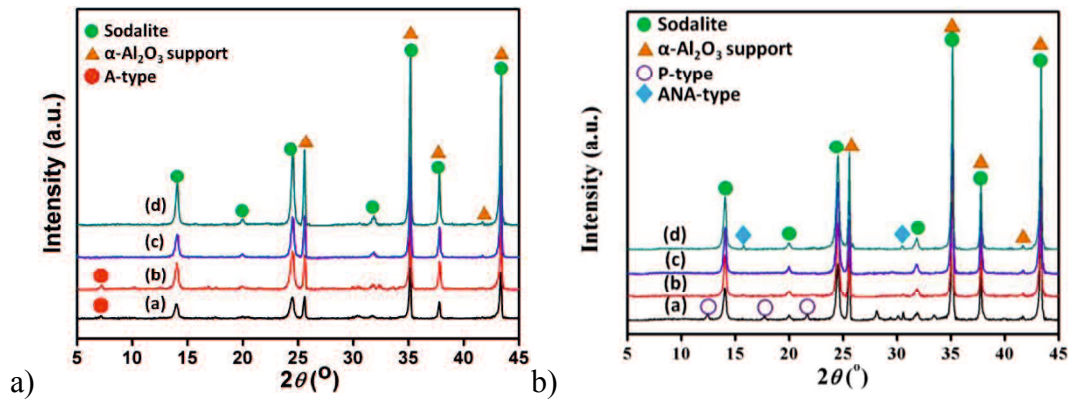 Sodalite
α-Al₂O₃ support
A-type
Intensity (a.u.)
(d)
(c)
(b)
(a)
5 10 15 20 25 30 35 40 45
2θ(°)
a)
Sodalite
α-Al₂O₃ support
P-type
ANA-type
Intensity (a.u.)
(d)
(c)
(b)
(a)
5 10 15 20 25 30 35 40 45
2θ(°)
b)